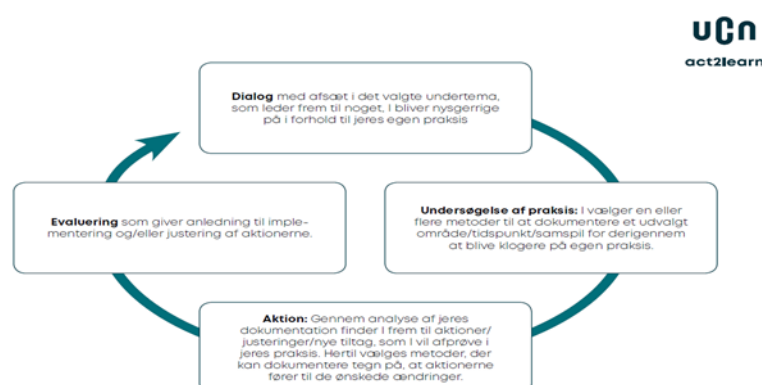 ucn
act2learn
Dialog med afsæt i det valgte undertema,
som leder frem til noget, I bliver nysgerrige
på i forhold til jeres egen praksis
Evaluering som giver anledning til imple-
mentering og/eller justering af aktionerne.
Undersøgelse af praksis: I vælger en eller
flere metoder til at dokumentere et udvalgt
område/tidspunkt/samspil for derigennem
at blive klogere på egen praksis.
Aktion: Gennem analyse af jeres
dokumentation finder I frem til aktioner/
justeringer/nye tiltag, som I vil afprøve i
jeres praksis. Hertil vælges metoder, der
kan dokumentere tegn på, at aktionerne
fører til de ønskede ændringer.